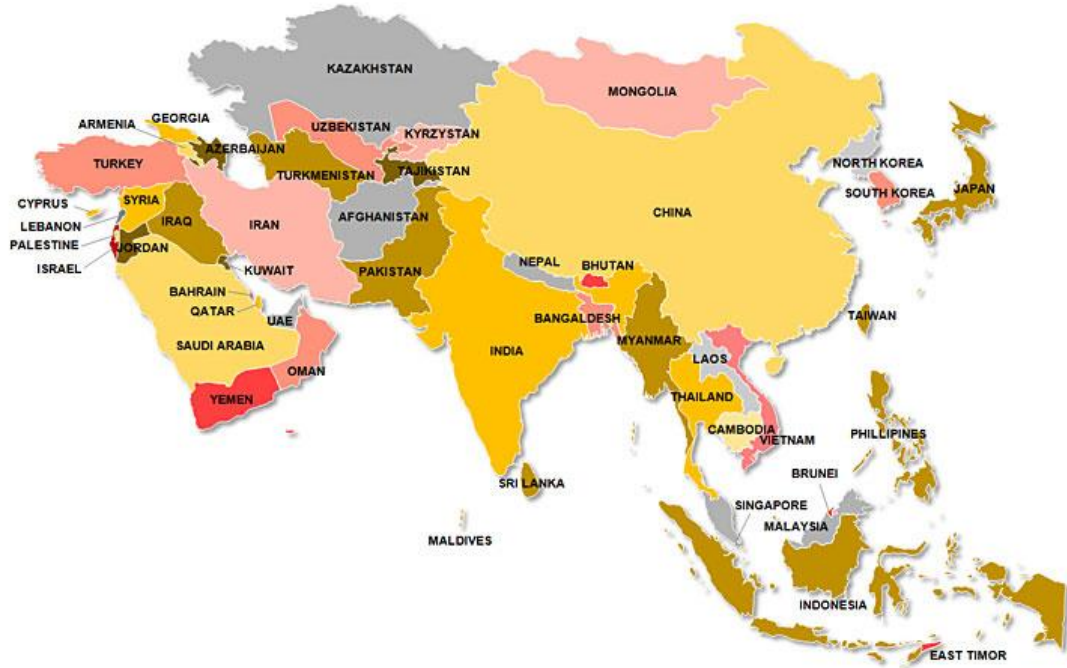 KAZAKHSTAN
MONGOLIA
GEORGIA
ARMENIA
UZBEKISTAN
KYRZYSTAN
AZERBAIJAN
TURKEY
TURKMENISTAN
TAJIKISTAN
NORTH KOREA
SOUTH KOREA
JAPAN
CYPRUS
SYRIA
LEBANON
IRAQ
IRAN
AFGHANISTAN
CHINA
PALESTINE
JORDAN
ISRAEL
KUWAIT
PAKISTAN
NEPAL
BHUTAN
BAHRAIN
QATAR
UAE
BANGALDESH
TAIWAN
SAUDI ARABIA
INDIA
MYANMAR
LAOS
OMAN
YEMEN
THAILAND
CAMBODIA
VIETNAM
PHILLIPINES
SRI LANKA
BRUNEI
SINGAPORE
MALDIVES
MALAYSIA
INDONESIA
EAST TIMOR